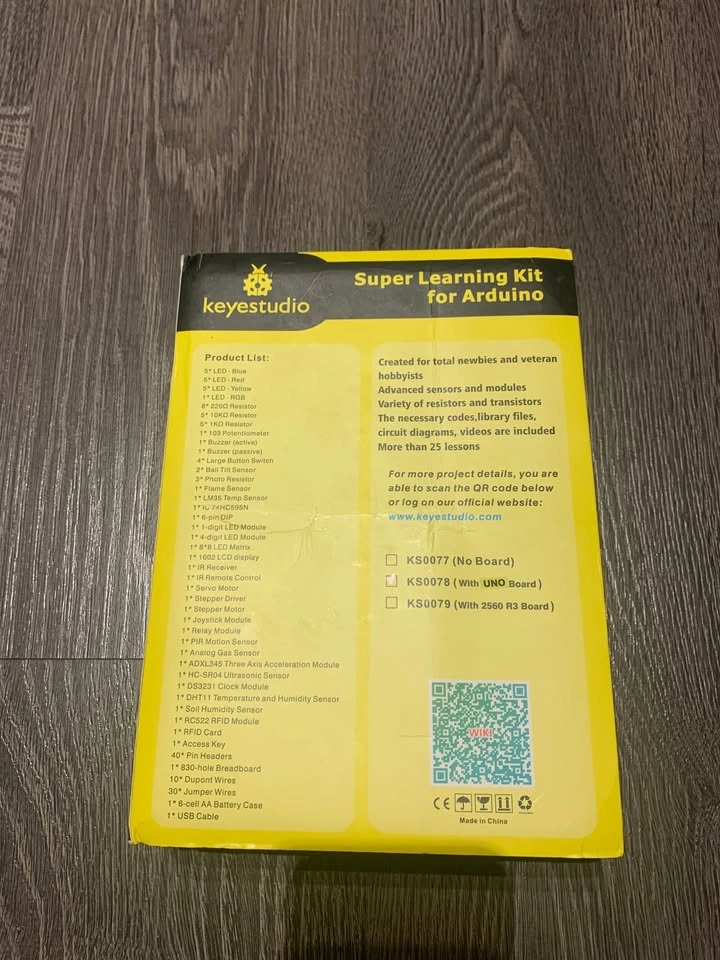 keyestudio
Super Learning Kit
for Arduino
Product List:
5* LED - Blue
5* LED - Red
5* LED - Yellow
1* LED - RGB
8* 220Ω Resistor
5* 10KΩ Resistor
5* 1KΩ Resistor
1* 103 Potentiometer
1* Buzzer (active)
1* Buzzer (passive)
4* Large Button Switch
2* Ball Tilt Sensor
3* Photo Resistor
1* Flame Sensor
1* LM35 Temp Sensor
1* IC 74HC595N
1* 6-pin DIP
1* 1-digit LED Module
1* 4-digit LED Module
1* 8*8 LED Matrix
1* 1602 LCD display
1* IR Receiver
1* IR Remote Control
1* Servo Motor
1* Stepper Driver
1* Stepper Motor
1* Joystick Module
1* Relay Module
1* PIR Motion Sensor
1* Analog Gas Sensor
1* ADXL345 Three Axis Acceleration Module
1* HC-SR04 Ultrasonic Sensor
1* DS3231 Clock Module
1* DHT11 Temperature and Humidity Sensor
1* Soil Humidity Sensor
1* RC522 RFID Module
1* RFID Card
1* Access Key
40* Pin Headers
1* 830-hole Breadboard
10* Dupont Wires
30* Jumper Wires
1* 6-cell AA Battery Case
1* USB Cable
Created for total newbies and veteran
hobbyists
Advanced sensors and modules
Variety of resistors and transistors
The necessary codes,library files,
circuit diagrams, videos are included
More than 25 lessons
For more project details, you are
able to scan the QR code below
or log on our official website:
www.keyestudio.com
KS0077 (No Board)
KS0078 (With UNO Board)
KS0079 (With 2560 R3 Board)
WIKI
CE
Made in China